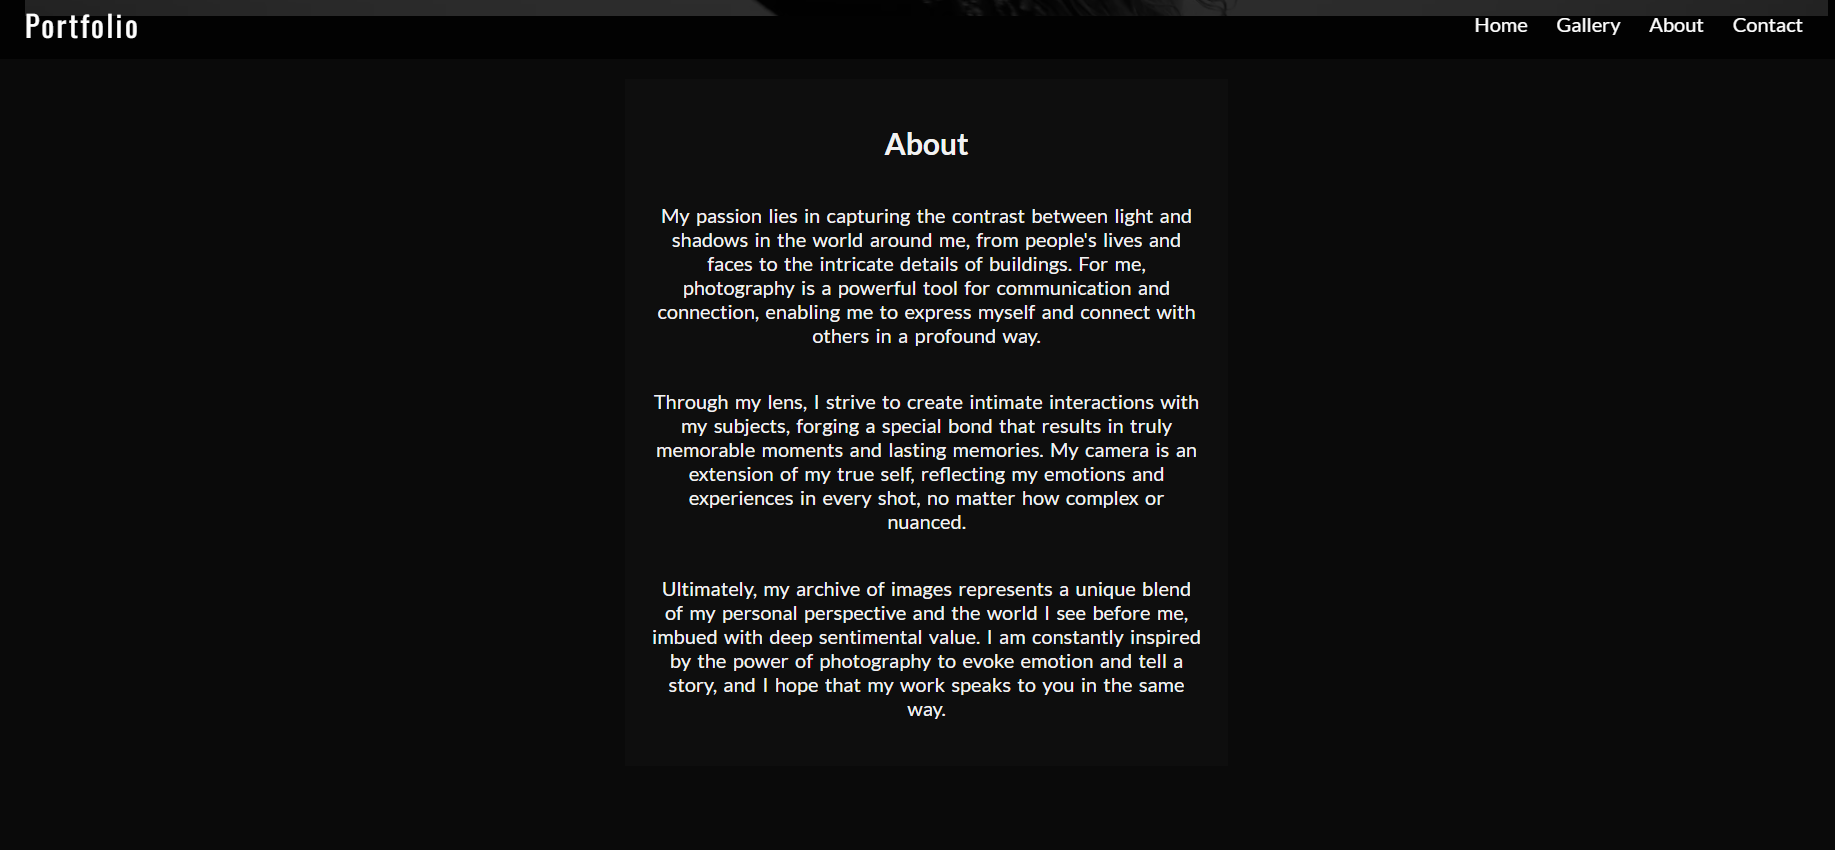 Portfolio
Home Gallery About Contact
About
My passion lies in capturing the contrast between light and
shadows in the world around me, from people's lives and
faces to the intricate details of buildings. For me,
photography is a powerful tool for communication and
connection, enabling me to express myself and connect with
others in a profound way.
Through my lens, I strive to create intimate interactions with
my subjects, forging a special bond that results in truly
memorable moments and lasting memories. My camera is an
extension of my true self, reflecting my emotions and
experiences in every shot, no matter how complex or
nuanced.
Ultimately, my archive of images represents a unique blend
of my personal perspective and the world I see before me,
imbued with deep sentimental value. I am constantly inspired
by the power of photography to evoke emotion and tell a
story, and I hope that my work speaks to you in the same
way.